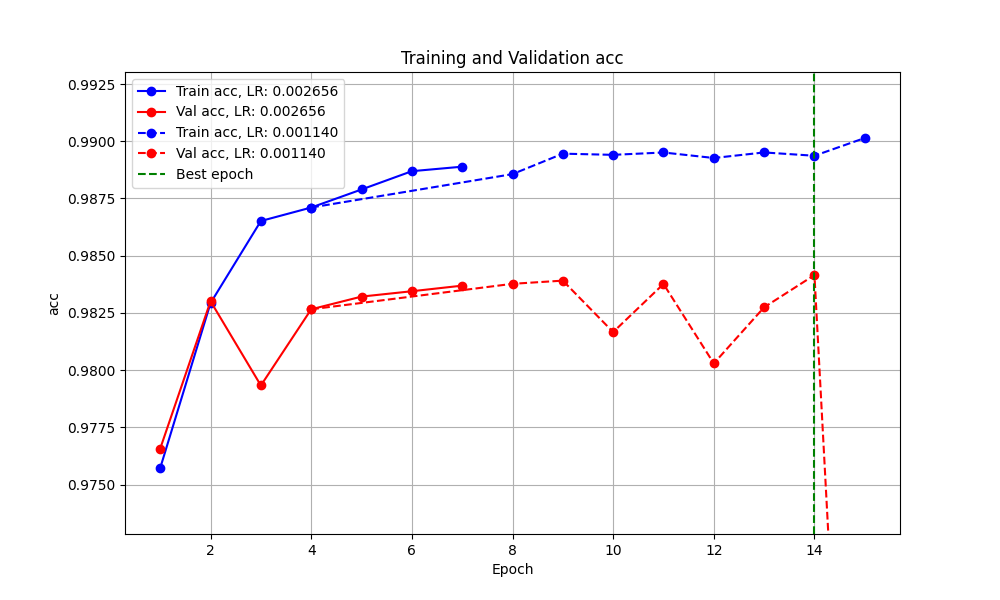 Training and Validation acc
Train acc, LR: 0.002656
Val acc, LR: 0.002656
Train acc, LR: 0.001140
Val acc, LR: 0.001140
Best epoch
0.9925
0.9900
0.9875
0.9850
0.9825
0.9800
0.9775
0.9750
acc
2 4 6 8 10 12 14
Epoch